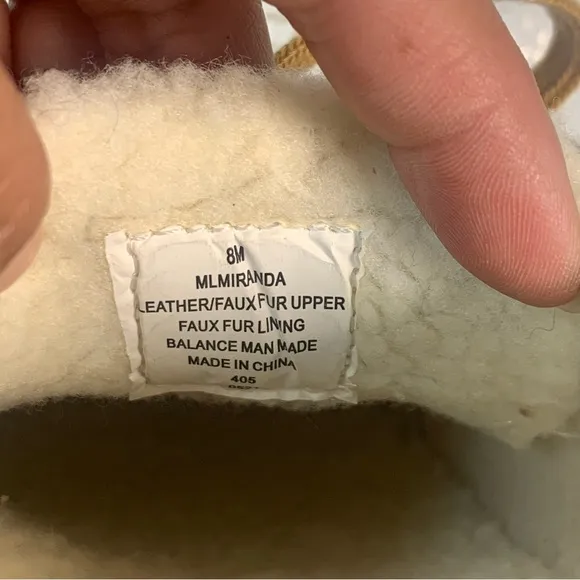 8M
MLMIRANDA
LEATHER/FAUX FUR UPPER
FAUX FUR LINING
BALANCE MAN MADE
MADE IN CHINA
405